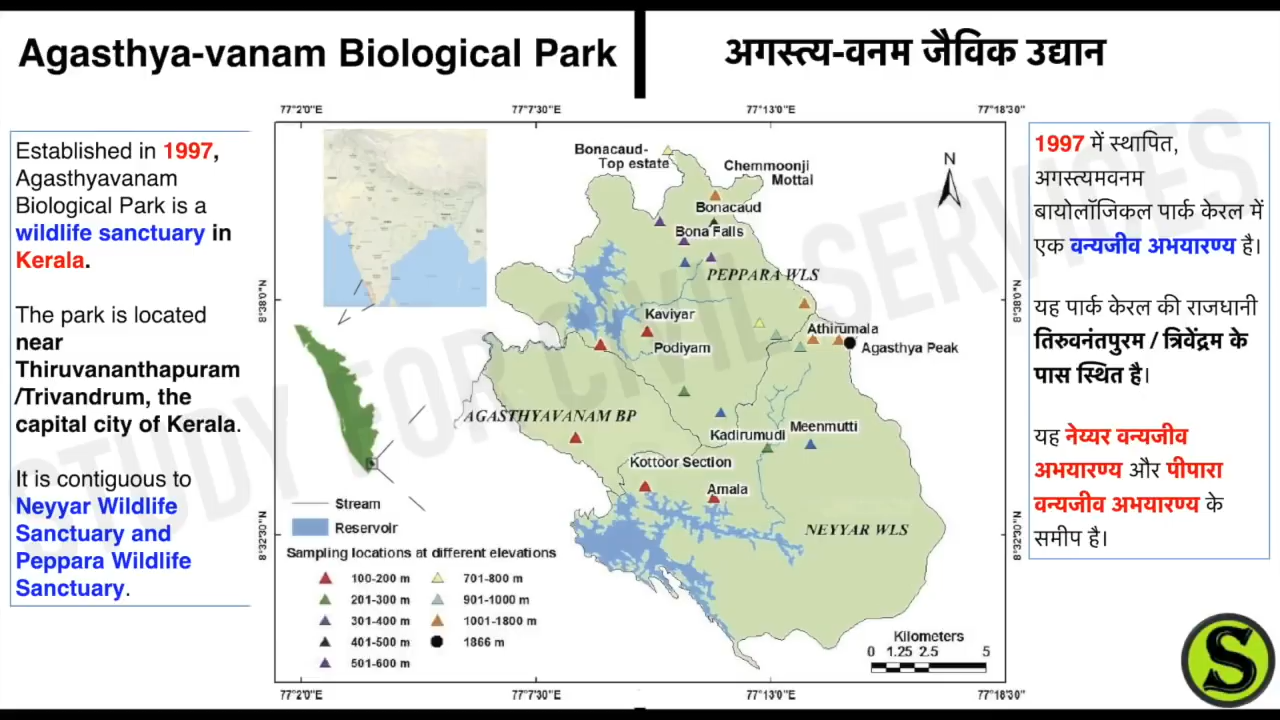 Agasthya-vanam Biological Park
अगस्त्य-वनम जैविक उद्यान
Established in 1997,
Agasthyavanam
Biological Park is a
wildlife sanctuary in
Kerala.
The park is located
near
Thiruvananthapuram
/Trivandrum, the
capital city of Kerala.
It is contiguous to
Neyyar Wildlife
Sanctuary and
Peppara Wildlife
Sanctuary.
77°2'0"E 77°7'30"E 77°13'0"E 77°18'30"E
Bonacaud-
Top estate
Chemmoonji
Mottai
N
Bonacaud
Bona Falls
PEPPARA WLS
8°38'0"N 8°38'0"N
Kaviyar
Athirumala
Podiyam
Agasthya Peak
AGASTHYAVANAM BP
Meenmutti
Kadirumudi
Kottoor Section
Amala
NEYYAR WLS
8°32'0"N 8°32'0"N
Stream
Reservoir
Sampling locations at different elevations
100-200 m 701-800 m
201-300 m 901-1000 m
301-400 m 1001-1800 m
401-500 m 1866 m
501-600 m
Kilometers
0 1.25 2.5 5
77°2'0"E 77°7'30"E 77°13'0"E 77°18'30"E
1997 में स्थापित,
अगस्त्यमवनम
बायोलॉजिकल पार्क केरल में
एक वन्यजीव अभयारण्य है।
यह पार्क केरल की राजधानी
तिरुवनंतपुरम / त्रिवेंद्रम के
पास स्थित है।
यह नेय्यर वन्यजीव
अभयारण्य और पीपारा
वन्यजीव अभयारण्य के
समीप है।
STUDY FOR CIVIL SERVICES
S